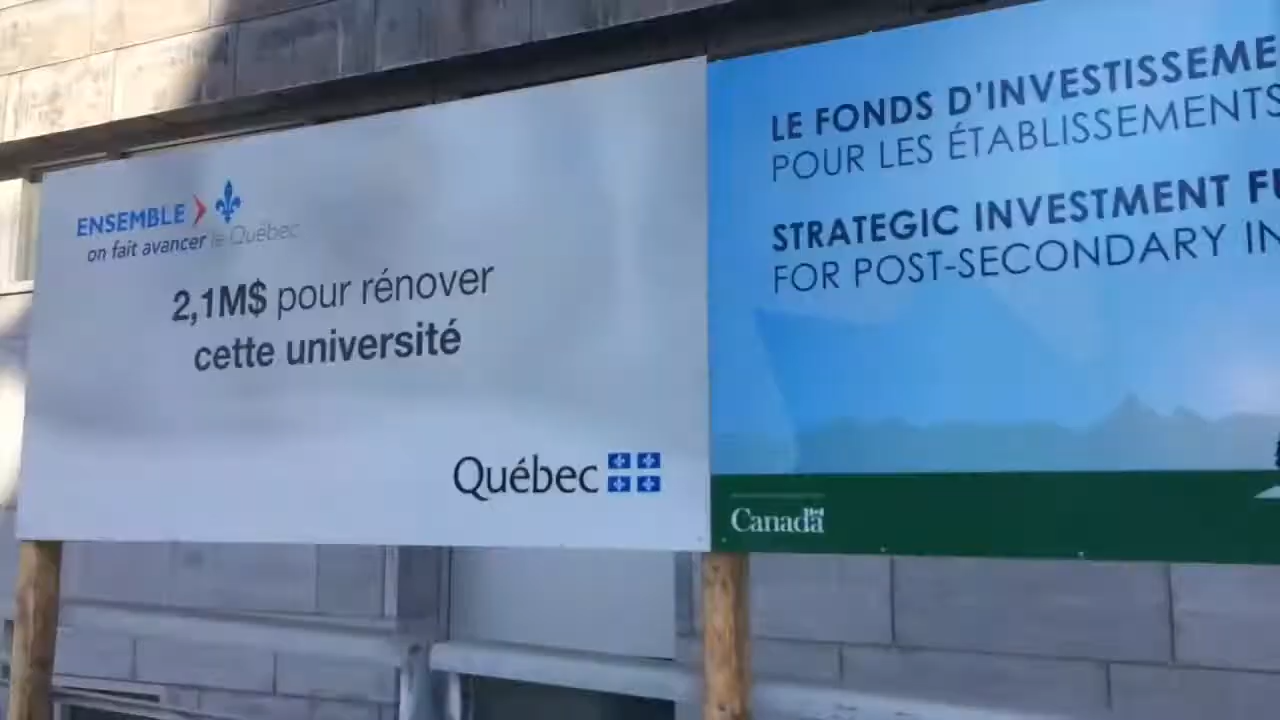 ENSEMBLE
on fait avancer le Québec
2,1M$ pour rénover
cette université
Québec
LE FONDS D'INVESTISSEME
POUR LES ÉTABLISSEMENTS
STRATEGIC INVESTMENT FU
FOR POST-SECONDARY IN
Canada